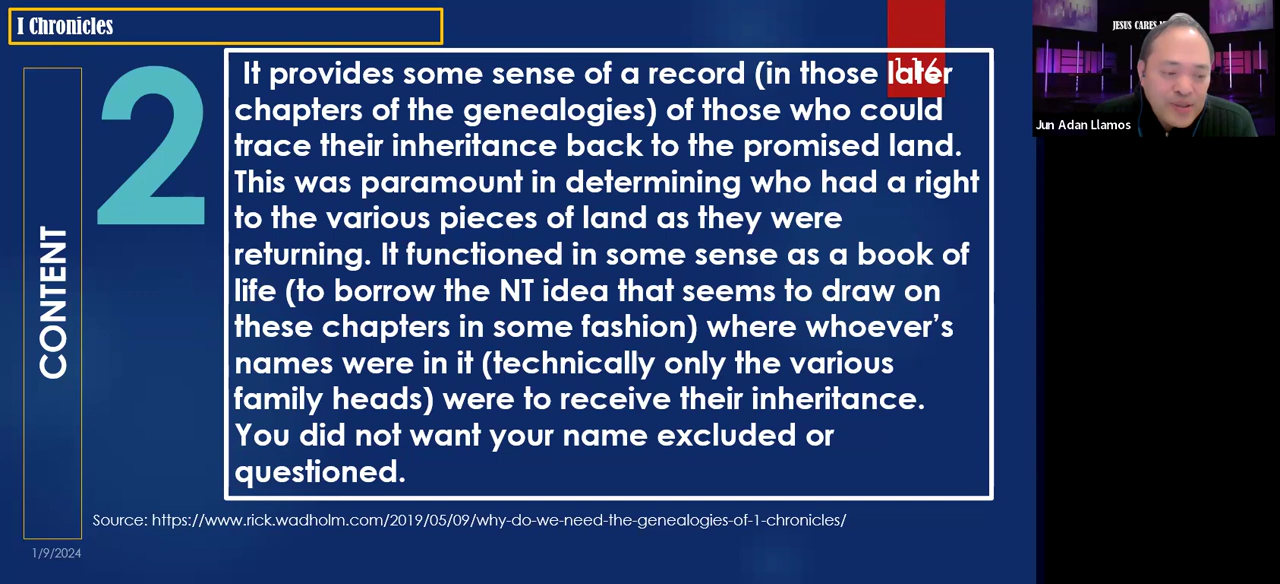 I Chronicles
116
CONTENT
2
It provides some sense of a record (in those later
chapters of the genealogies) of those who could
trace their inheritance back to the promised land.
This was paramount in determining who had a right
to the various pieces of land as they were
returning. It functioned in some sense as a book of
life (to borrow the NT idea that seems to draw on
these chapters in some fashion) where whoever’s
names were in it (technically only the various
family heads) were to receive their inheritance.
You did not want your name excluded or
questioned.
Source: https://www.rick.wadholm.com/2019/05/09/why-do-we-need-the-genealogies-of-1-chronicles/
1/9/2024
JESUS CARES
Jun Adan Llamos